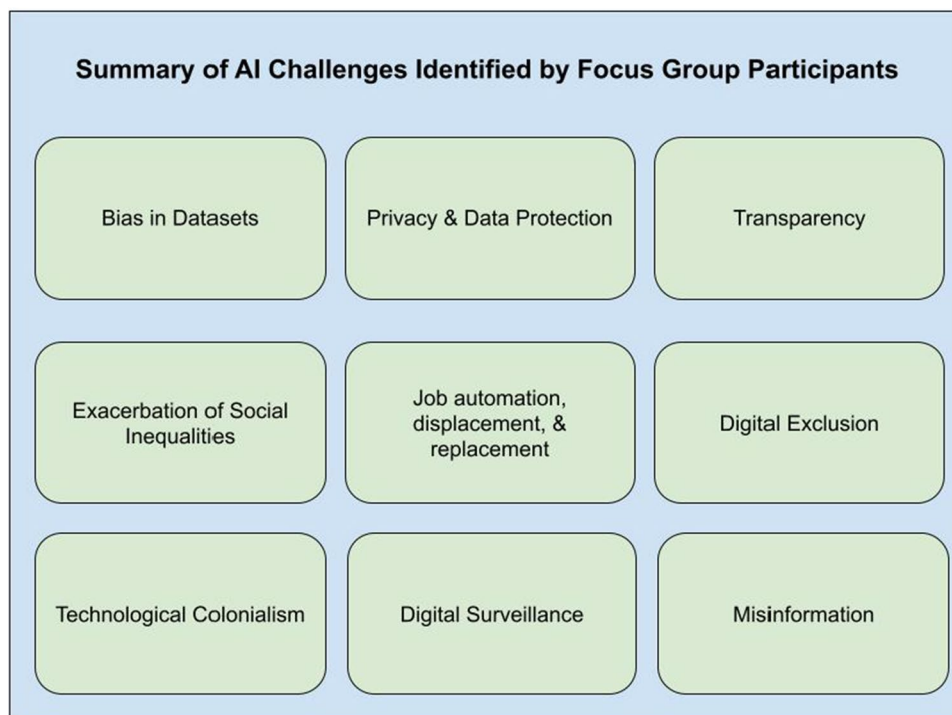 Summary of AI Challenges Identified by Focus Group Participants
Bias in Datasets
Privacy & Data Protection
Transparency
Exacerbation of Social
Inequalities
Job automation,
displacement, &
replacement
Digital Exclusion
Technological Colonialism
Digital Surveillance
Misinformation